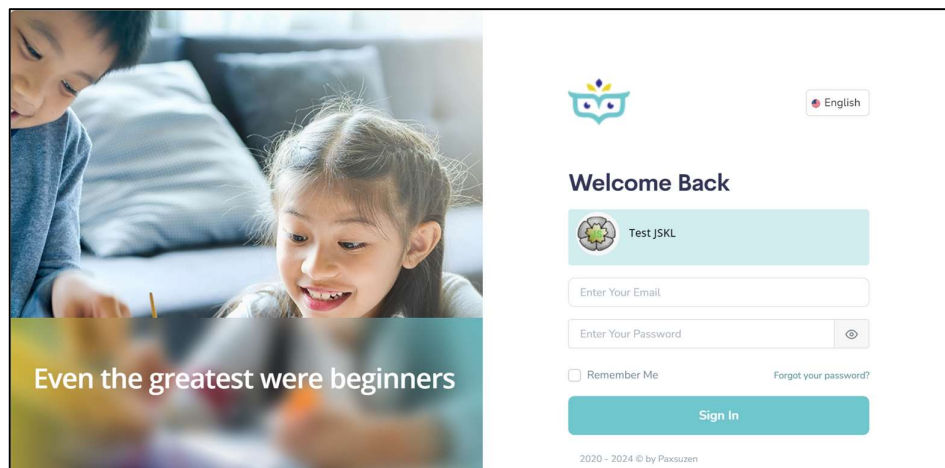 English
Welcome Back
Test JSKL
Enter Your Email
Enter Your Password
Remember Me
Forgot your password?
Even the greatest were beginners
Sign In
2020 - 2024 © by Paxsuzen